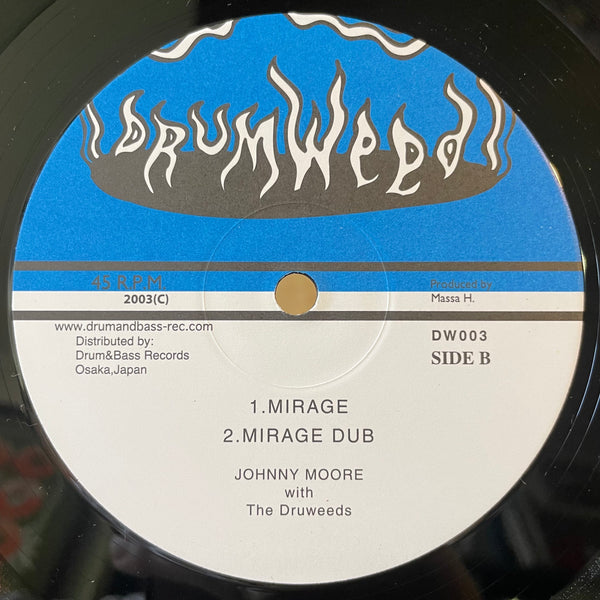 DRUMWeed
45 R.P.M.
2003(C)
Produced by
Massa H.
www.drumandbass-rec.com
Distributed by:
Drum&Bass Records
Osaka,Japan
DW003
SIDE B
1.MIRAGE
2.MIRAGE DUB
JOHNNY MOORE
with
The Druweeds